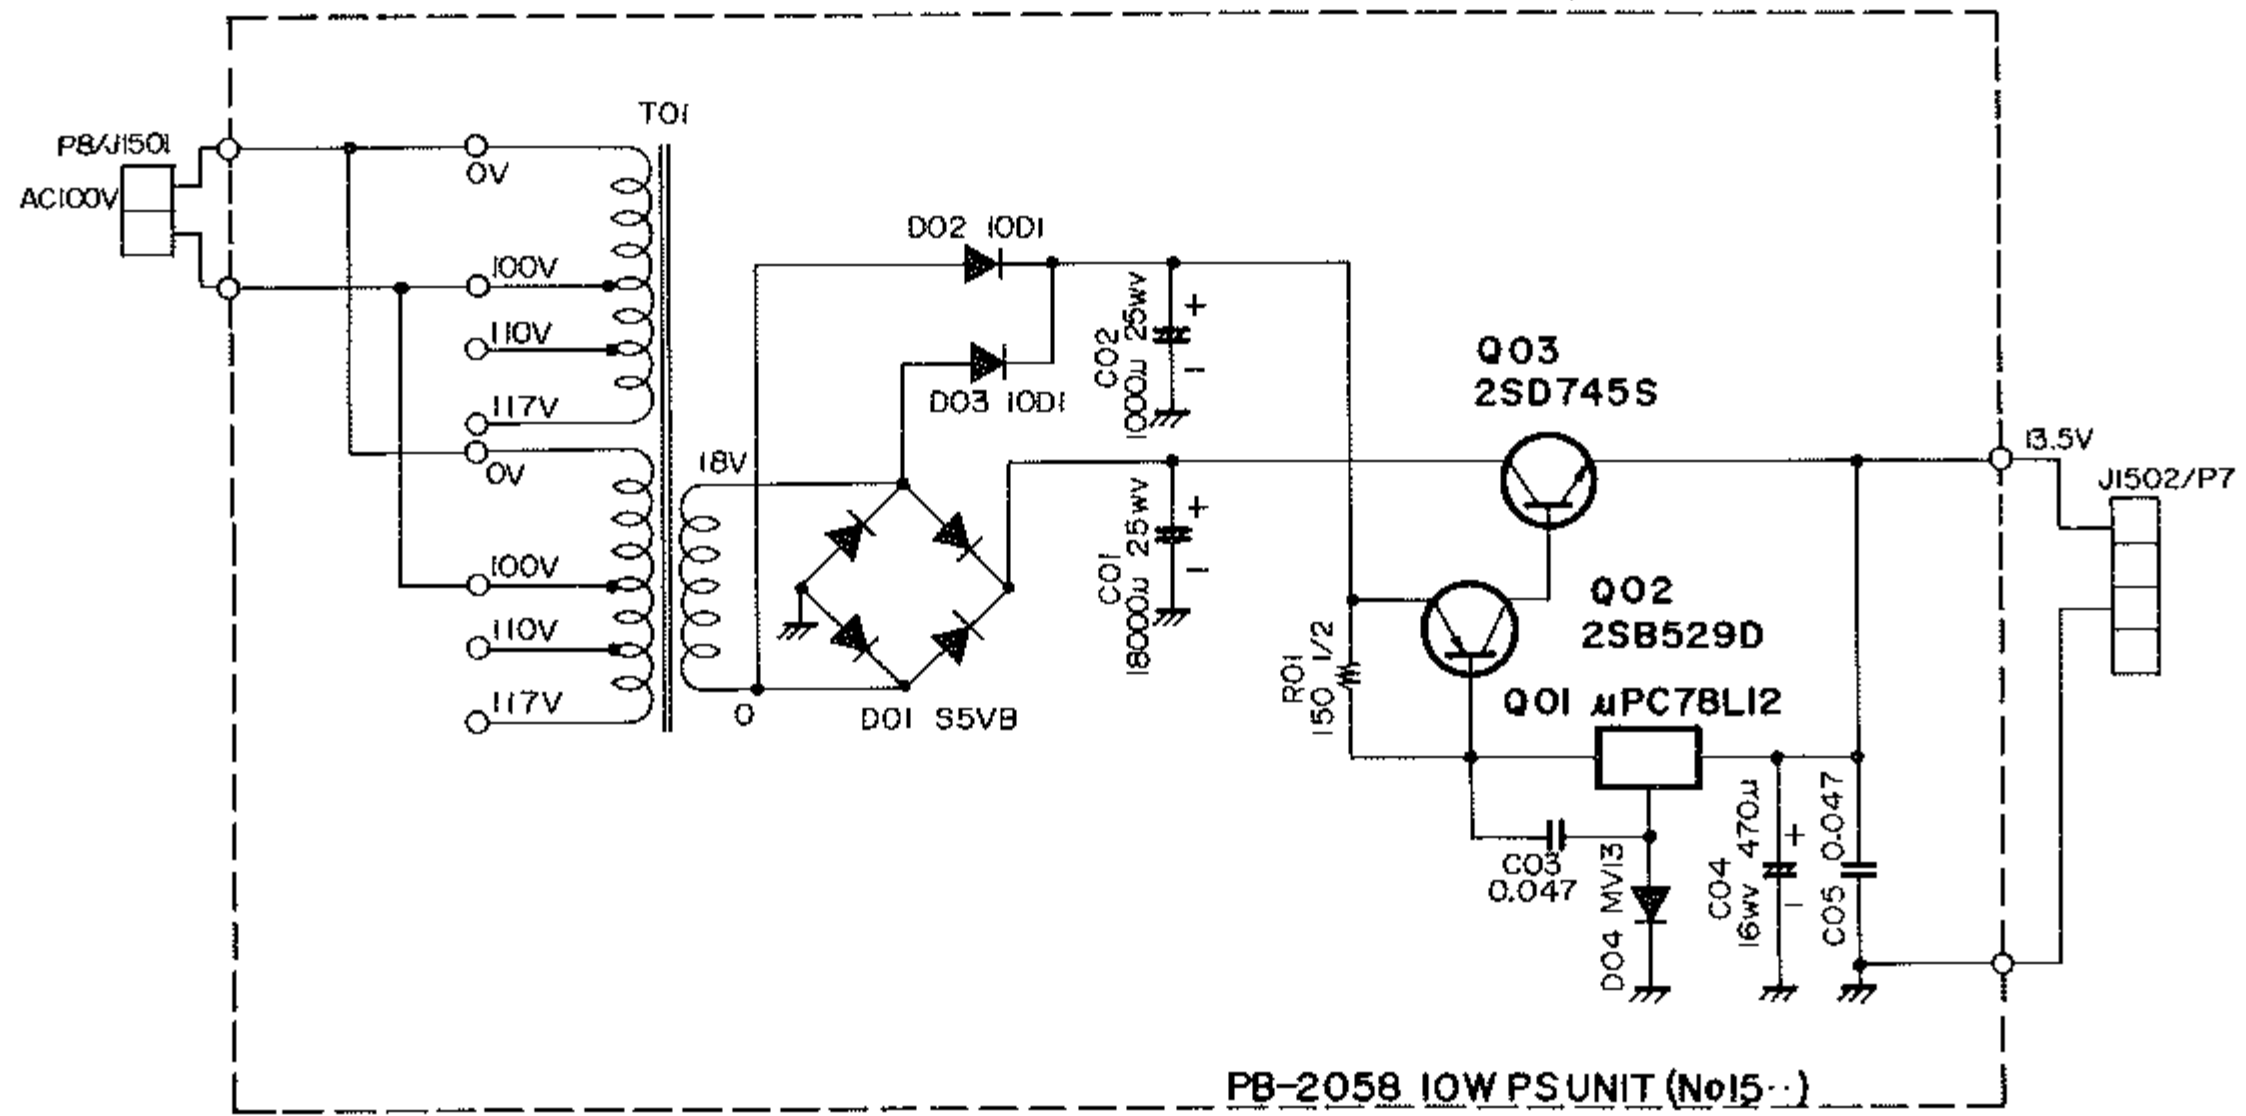 T01
P8/J1501
AC100V
0V
100V
110V
117V
0V
100V
110V
117V
18V
0
D02 10D1
D03 10D1
D01 S5VB
C02
1000μ 25WV
+
-
C01
18000μ 25WV
+
-
Q03
2SD745S
Q02
2SB529D
R01
150 1/2
Q01 μPC78L12
C03
0.047
D04 MV13
C04
16WV 470μ
+
-
C05 0.047
13.5V
J1502/P7
PB-2058 10W PS UNIT (No15··)